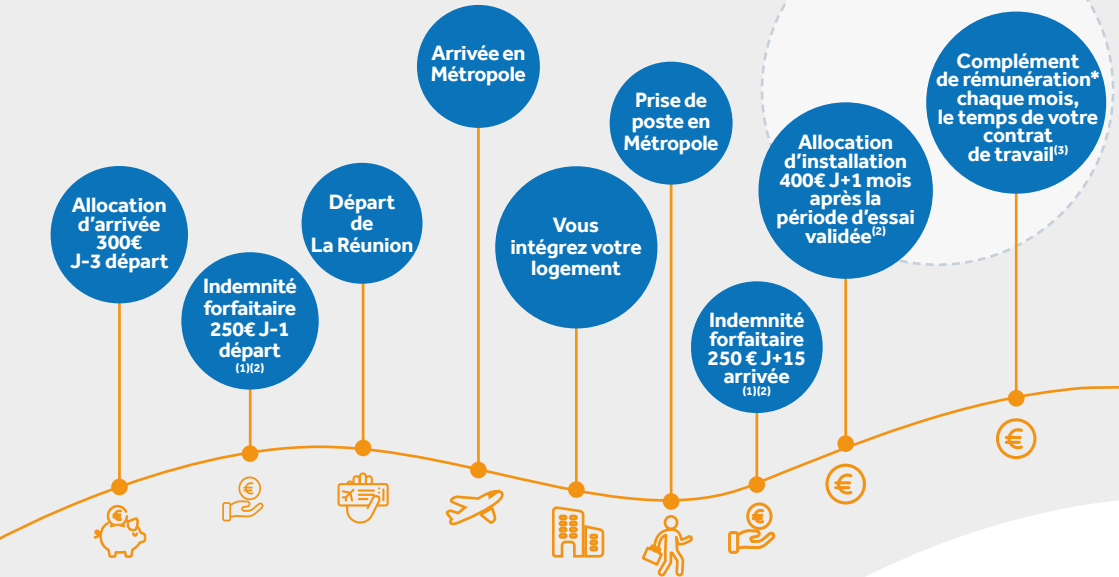 Allocation
d'arrivée
300€
J-3 départ
Indemnité
forfaitaire
250€ J-1
départ
(1)(2)
Départ
de
La Réunion
Arrivée en
Métropole
Vous
intégrez votre
logement
Prise de
poste en
Métropole
Indemnité
forfaitaire
250 € J+15
arrivée
(1)(2)
Allocation
d'installation
400€ J+1 mois
après la
période d'essai
validée(2)
Complément
de rémunération*
chaque mois,
le temps de votre
contrat
de travail(3)